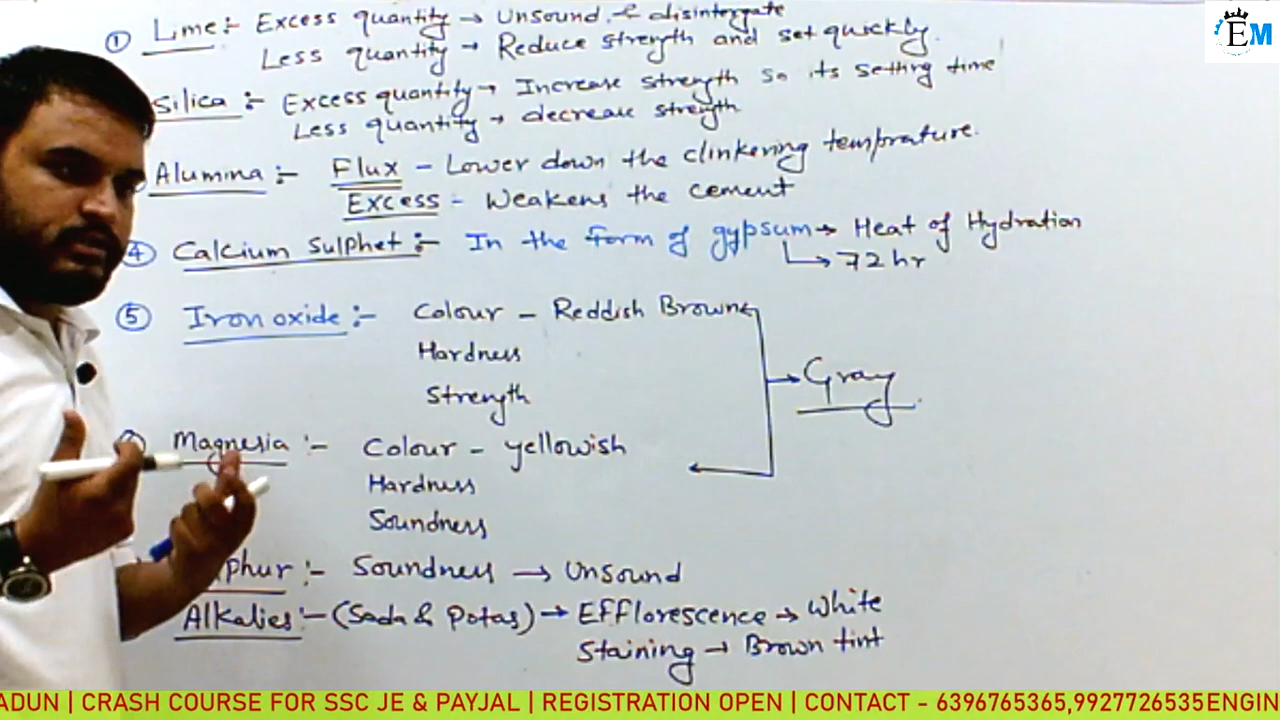 ① Lime :- Excess quantity → Unsound & disintergate
Less quantity → Reduce strength and set quickly.
Silica :- Excess quantity → Increase strength so its setting time
Less quantity → decrease strength
Alumina :- Flux - Lower down the clinkering temprature.
Excess - Weakens the cement
④ Calcium Sulphet :- In the form of gypsum → Heat of Hydration
→ 72 hr
⑤ Iron oxide :- Colour - Reddish Brown
Hardness
Strength
→ Gray
Magnesia :- Colour - yellowish
Hardness
Soundness
phur :- Soundness → Unsound
Alkalies :- (Soda & Potas) → Efflorescence → White
Staining → Brown tint
EM
ADUN | CRASH COURSE FOR SSC JE & PAYJAL | REGISTRATION OPEN | CONTACT - 6396765365,9927726535ENGIN